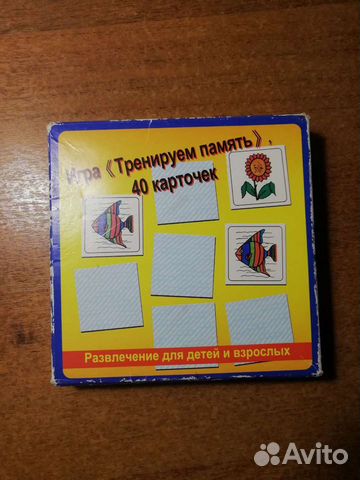 Игра «Тренируем память»,
40 карточек
Развлечение для детей и взрослых
Avito